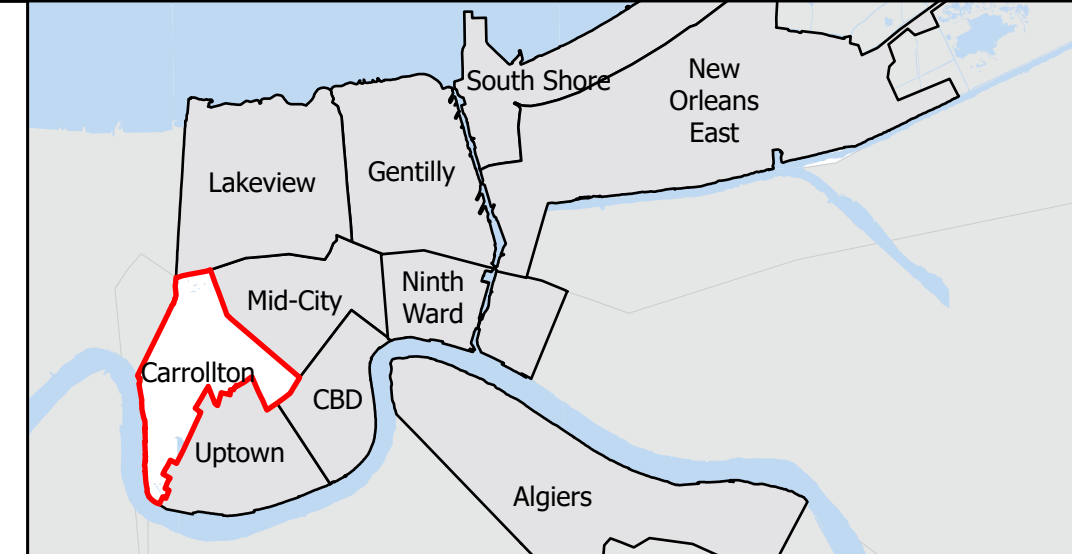 South Shore
New
Orleans
East
Lakeview
Gentilly
Mid-City
Ninth
Ward
Carrollton
CBD
Uptown
Algiers